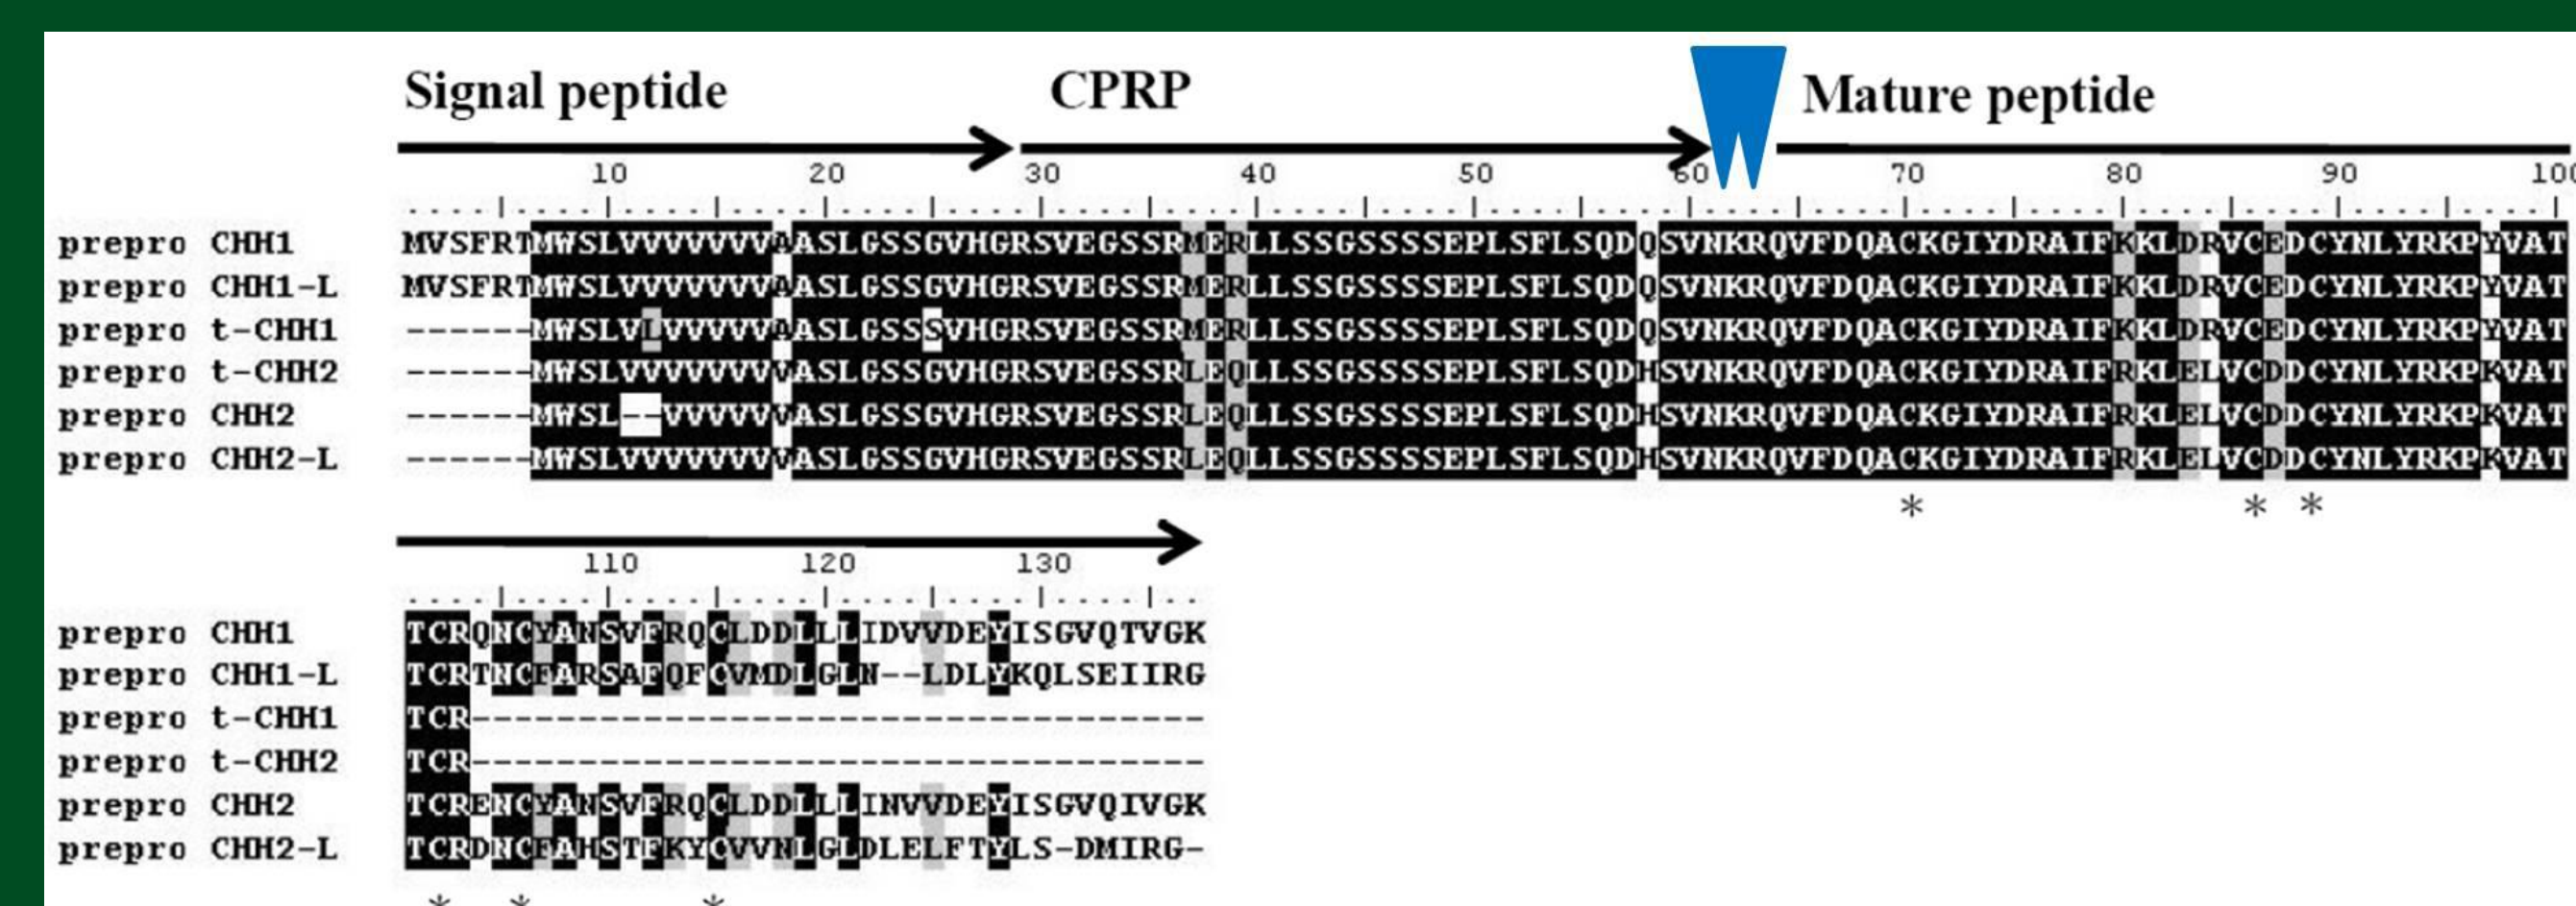 Signal peptide CPRP Mature peptide
10 20 30 40 50 60 70 80 90 100
prepro CHH1 MVSFRTMWSLVVVVVVVAASLGSSGVHGRSVEGSSRMERLLSSGSSSSEPLSFLSQDQSVNKRQVFDQACKGIYDRAIFKKLDRVCEDCYNLYRKPYVAT
prepro CHH1-L MVSFRTMWSLVVVVVVVAASLGSSGVHGRSVEGSSRMERLLSSGSSSSEPLSFLSQDQSVNKRQVFDQACKGIYDRAIFKKLDRVCEDCYNLYRKPYVAT
prepro t-CHH1 ------MWSLVLVVVVVAASLGSSSVHGRSVEGSSRMERLLSSGSSSSEPLSFLSQDQSVNKRQVFDQACKGIYDRAIFKKLDRVCEDCYNLYRKPYVAT
prepro t-CHH2 ------MWSLVVVVVVVVASLGSSGVHGRSVEGSSRLEQLLSSGSSSSEPLSFLSQDHSVNKRQVFDQACKGIYDRAIFRKLELVCDDCYNLYRKPKVAT
prepro CHH2 ------MWSL--VVVVVVASLGSSGVHGRSVEGSSRLEQLLSSGSSSSEPLSFLSQDHSVNKRQVFDQACKGIYDRAIFRKLELVCDDCYNLYRKPKVAT
prepro CHH2-L ------MWSLVVVVVVVVASLGSSGVHGRSVEGSSRLEQLLSSGSSSSEPLSFLSQDHSVNKRQVFDQACKGIYDRAIFRKLELVCDDCYNLYRKPKVAT
* * *
110 120 130
prepro CHH1 TCRQNCYANSVFRQCLDDLLLIDVVDEYISGVQTVGK
prepro CHH1-L TCRTNCFARSAFQFCVMDLGLN--LDLYKQLSEIIRG
prepro t-CHH1 TCR----------------------------------
prepro t-CHH2 TCR----------------------------------
prepro CHH2 TCRENCYANSVFRQCLDDLLLINVVDEYISGVQIVGK
prepro CHH2-L TCRDNCFAHSTFKYCVVNLGLDLELFTYLS-DMIRG-
* * *